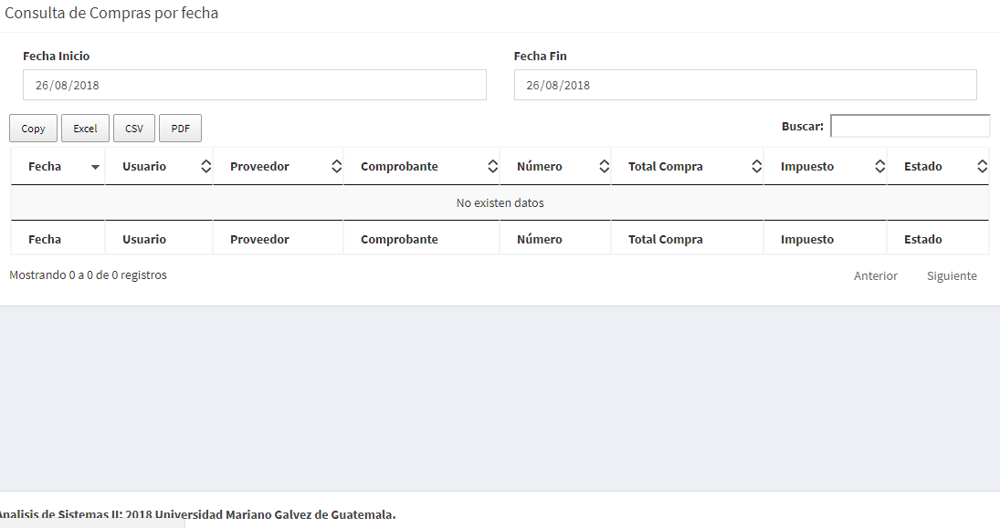 Consulta de Compras por fecha
Fecha Inicio Fecha Fin
26/08/2018 26/08/2018
Copy Excel CSV PDF Buscar:
Fecha Usuario Proveedor Comprobante Número Total Compra Impuesto Estado
No existen datos
Fecha Usuario Proveedor Comprobante Número Total Compra Impuesto Estado
Mostrando 0 a 0 de 0 registros Anterior Siguiente
Analisis de Sistemas II: 2018 Universidad Mariano Galvez de Guatemala.